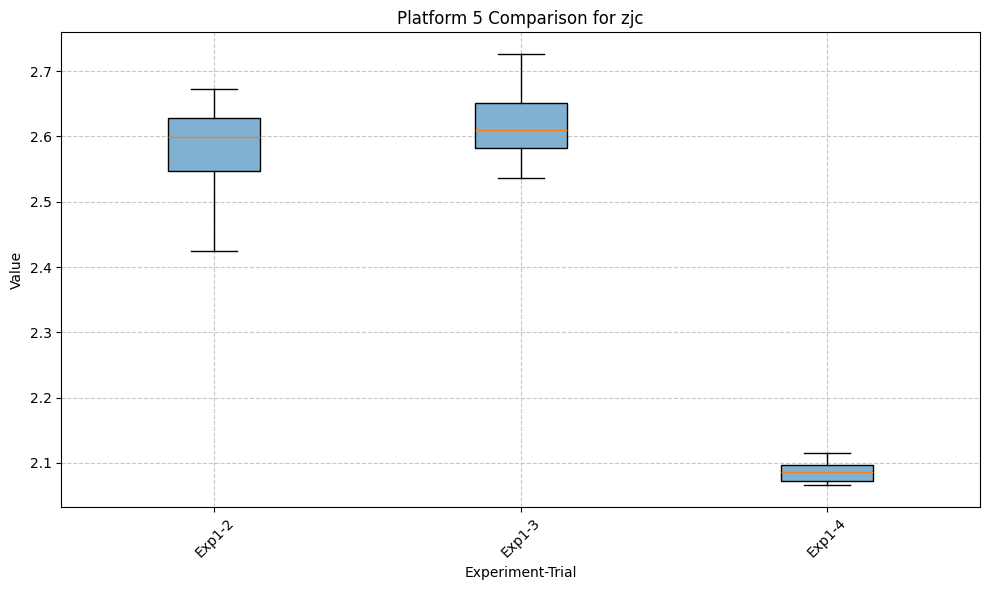 Platform 5 Comparison for zjc
Value
2.7
2.6
2.5
2.4
2.3
2.2
2.1
Exp1-2
Exp1-3
Exp1-4
Experiment-Trial